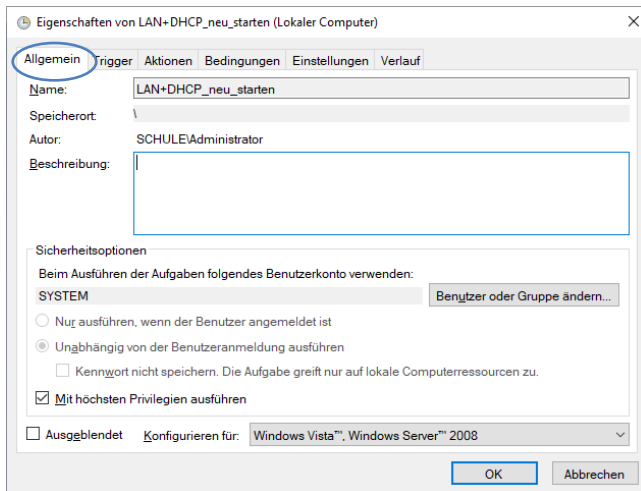 Eigenschaften von LAN+DHCP_neu_starten (Lokaler Computer)
Allgemein Trigger Aktionen Bedingungen Einstellungen Verlauf
Name: LAN+DHCP_neu_starten
Speicherort: \
Autor: SCHULE\Administrator
Beschreibung:
Sicherheitsoptionen
Beim Ausführen der Aufgaben folgendes Benutzerkonto verwenden:
SYSTEM Benutzer oder Gruppe ändern...
Nur ausführen, wenn der Benutzer angemeldet ist
Unabhängig von der Benutzeranmeldung ausführen
Kennwort nicht speichern. Die Aufgabe greift nur auf lokale Computerressourcen zu.
Mit höchsten Privilegien ausführen
Ausgeblendet Konfigurieren für: Windows Vista™, Windows Server™ 2008
OK Abbrechen